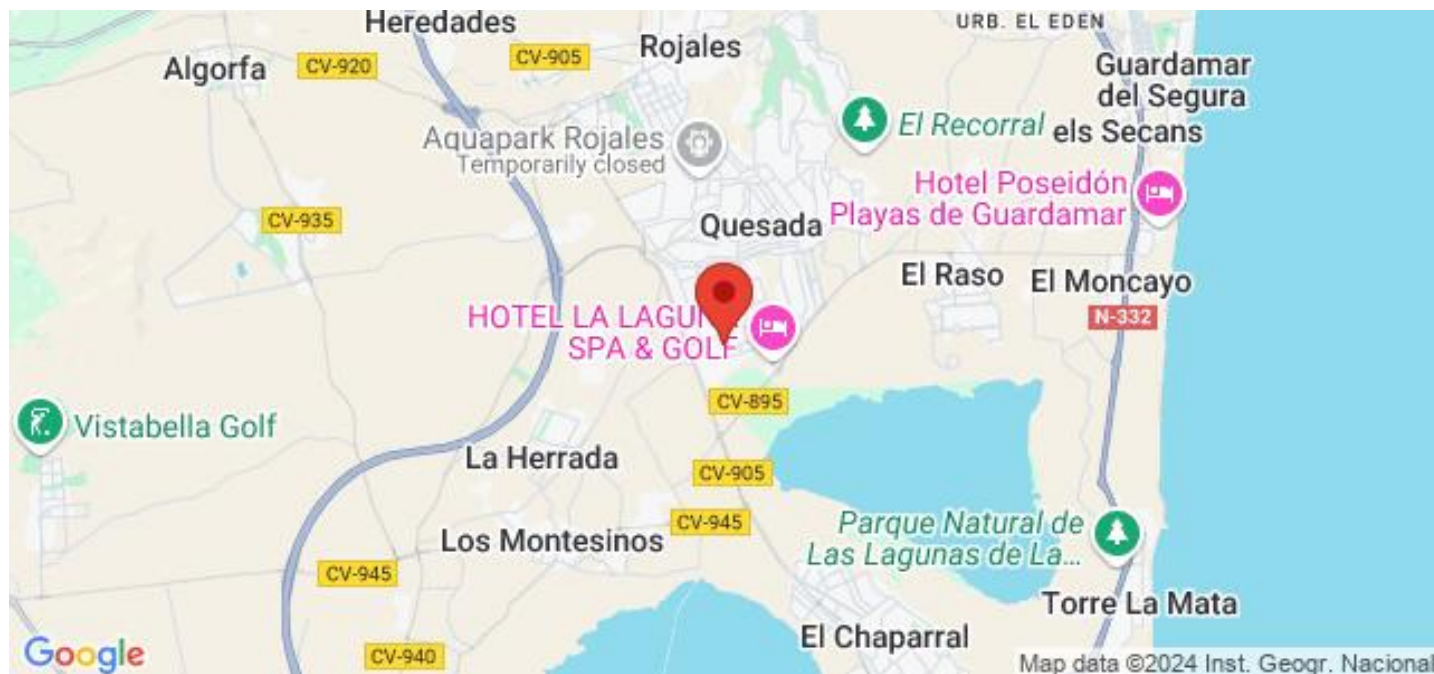 Heredades
URB. EL EDEN
Rojales
CV-905
Algorfa
CV-920
Guardamar
del Segura
El Recorral
els Secans
Aquapark Rojales
Temporarily closed
Hotel Poseidón
Playas de Guardamar
CV-935
Quesada
El Raso
El Moncayo
HOTEL LA LAGUN
SPA & GOLF
N-332
CV-895
Vistabella Golf
La Herrada
CV-905
CV-945
Parque Natural de
Las Lagunas de La...
Los Montesinos
CV-945
Torre La Mata
El Chaparral
CV-940
Google
Map data ©2024 Inst. Geogr. Nacional